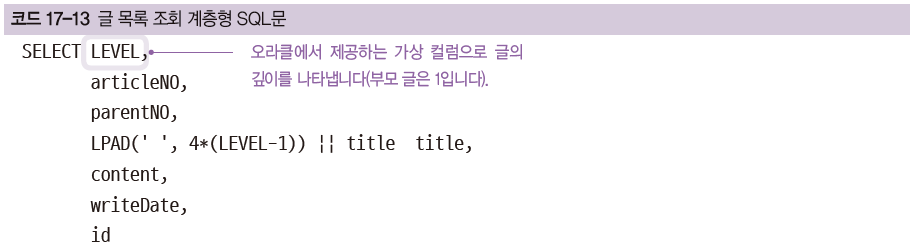 코드 17-13 글 목록 조회 계층형 SQL문
SELECT LEVEL, 오라클에서 제공하는 가상 컬럼으로 글의
깊이를 나타냅니다(부모 글은 1입니다).
articleNO,
parentNO,
LPAD(' ', 4*(LEVEL-1)) || title  title,
content,
writeDate,
id